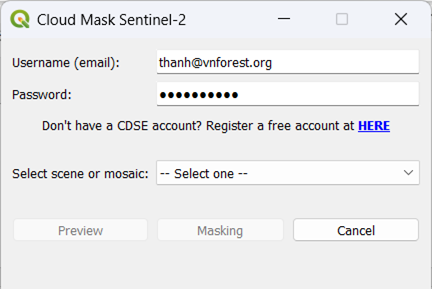 Cloud Mask Sentinel-2
Username (email): thanh@vnforest.org
Password: ●●●●●●●●●●
Don't have a CDSE account? Register a free account at HERE
Select scene or mosaic: -- Select one --
Preview Masking Cancel